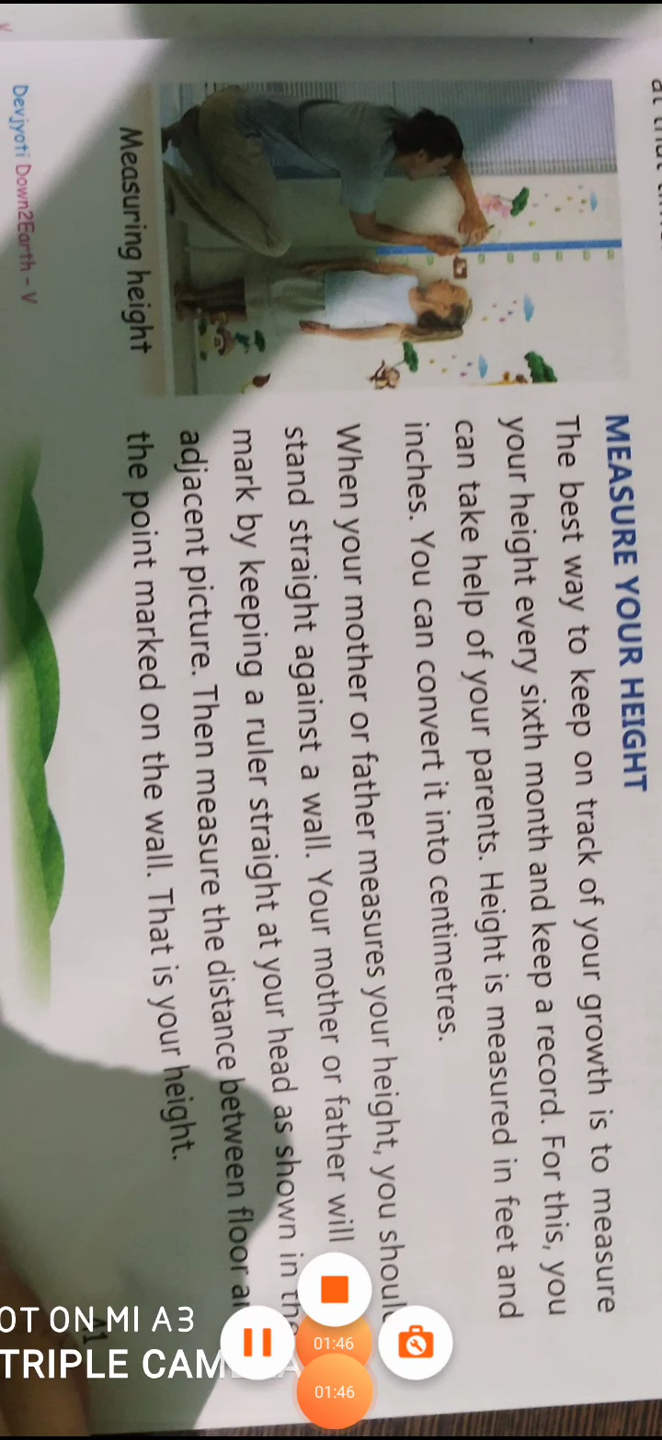 MEASURE YOUR HEIGHT
The best way to keep on track of your growth is to measure
your height every sixth month and keep a record. For this, you
can take help of your parents. Height is measured in feet and
inches. You can convert it into centimetres.
When your mother or father measures your height, you
stand straight against a wall. Your mother or father will
mark by keeping a ruler straight at your head as shown in
adjacent picture. Then measure the distance between floor
the point marked on the wall. That is your height.
Measuring height
Devjyoti Down2Earth - V
ON MI A3
TRIPLE
01:46
01:46